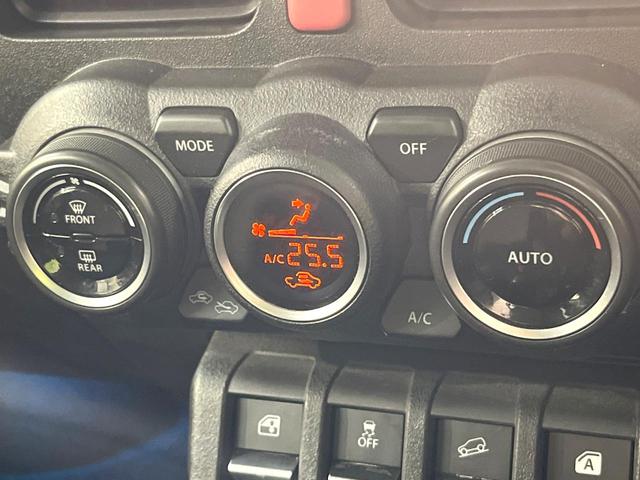 MODE
OFF
FRONT
REAR
A/C 25.5
AUTO
A/C
OFF
A